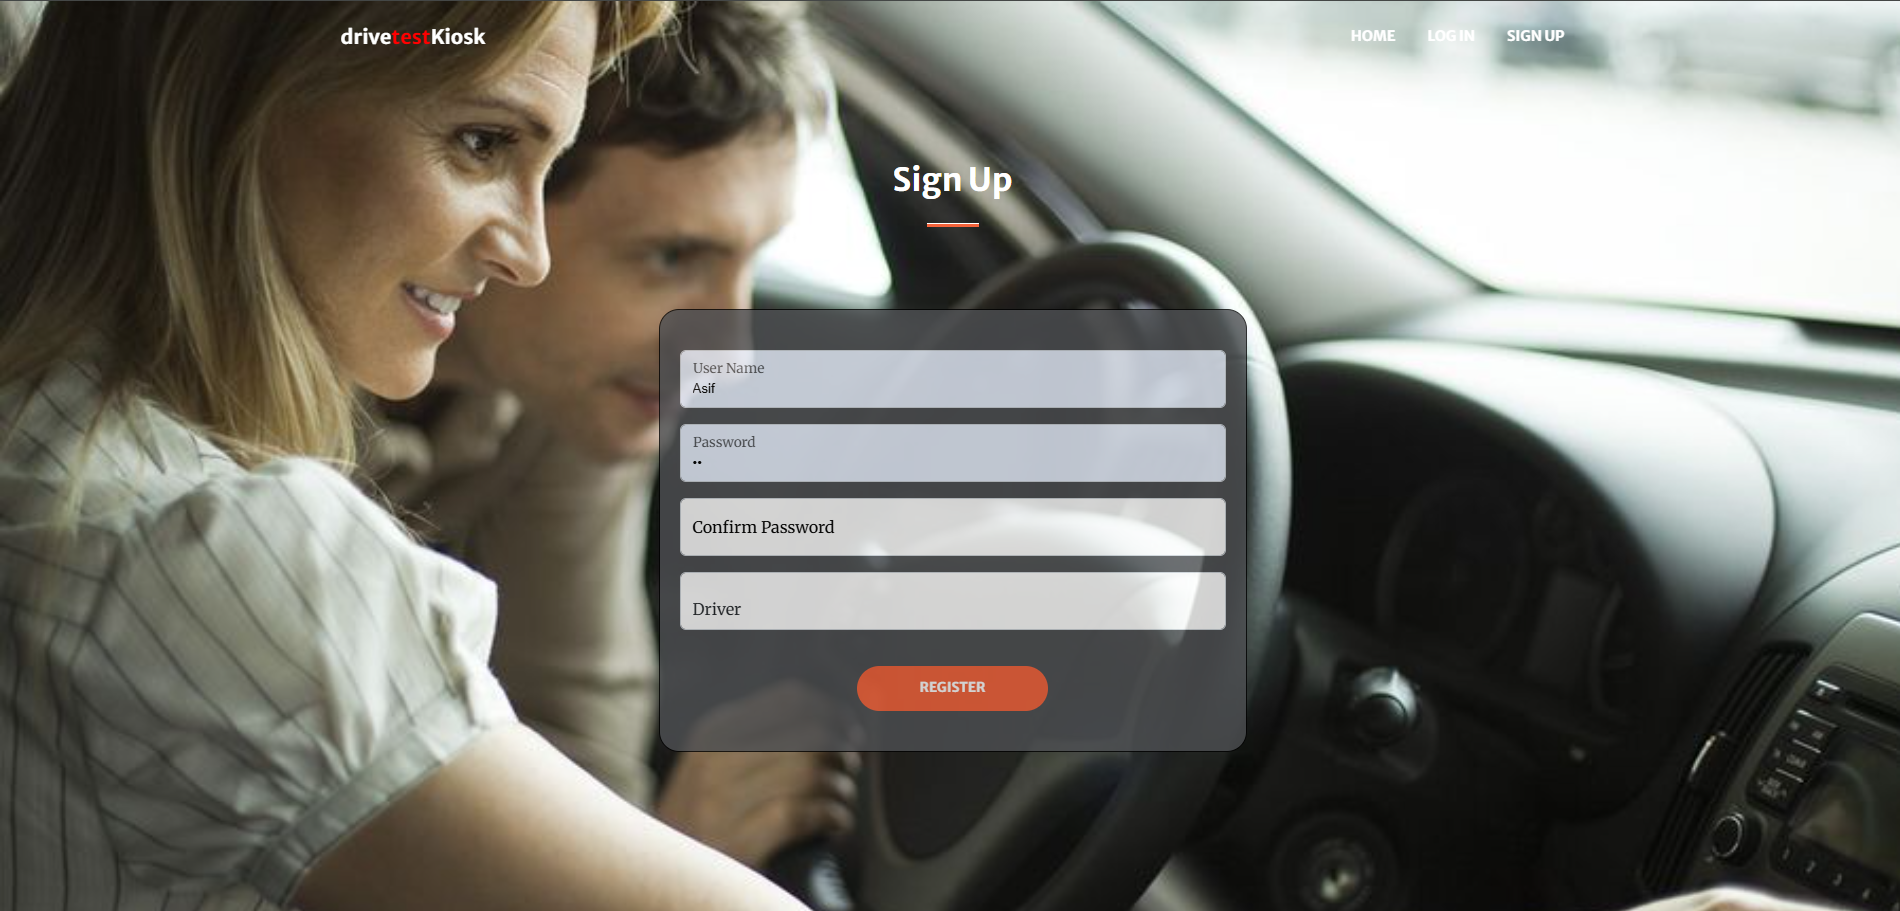 drivetestKiosk
HOME LOG IN SIGN UP
Sign Up
User Name
Asif
Password
••
Confirm Password
Driver
REGISTER